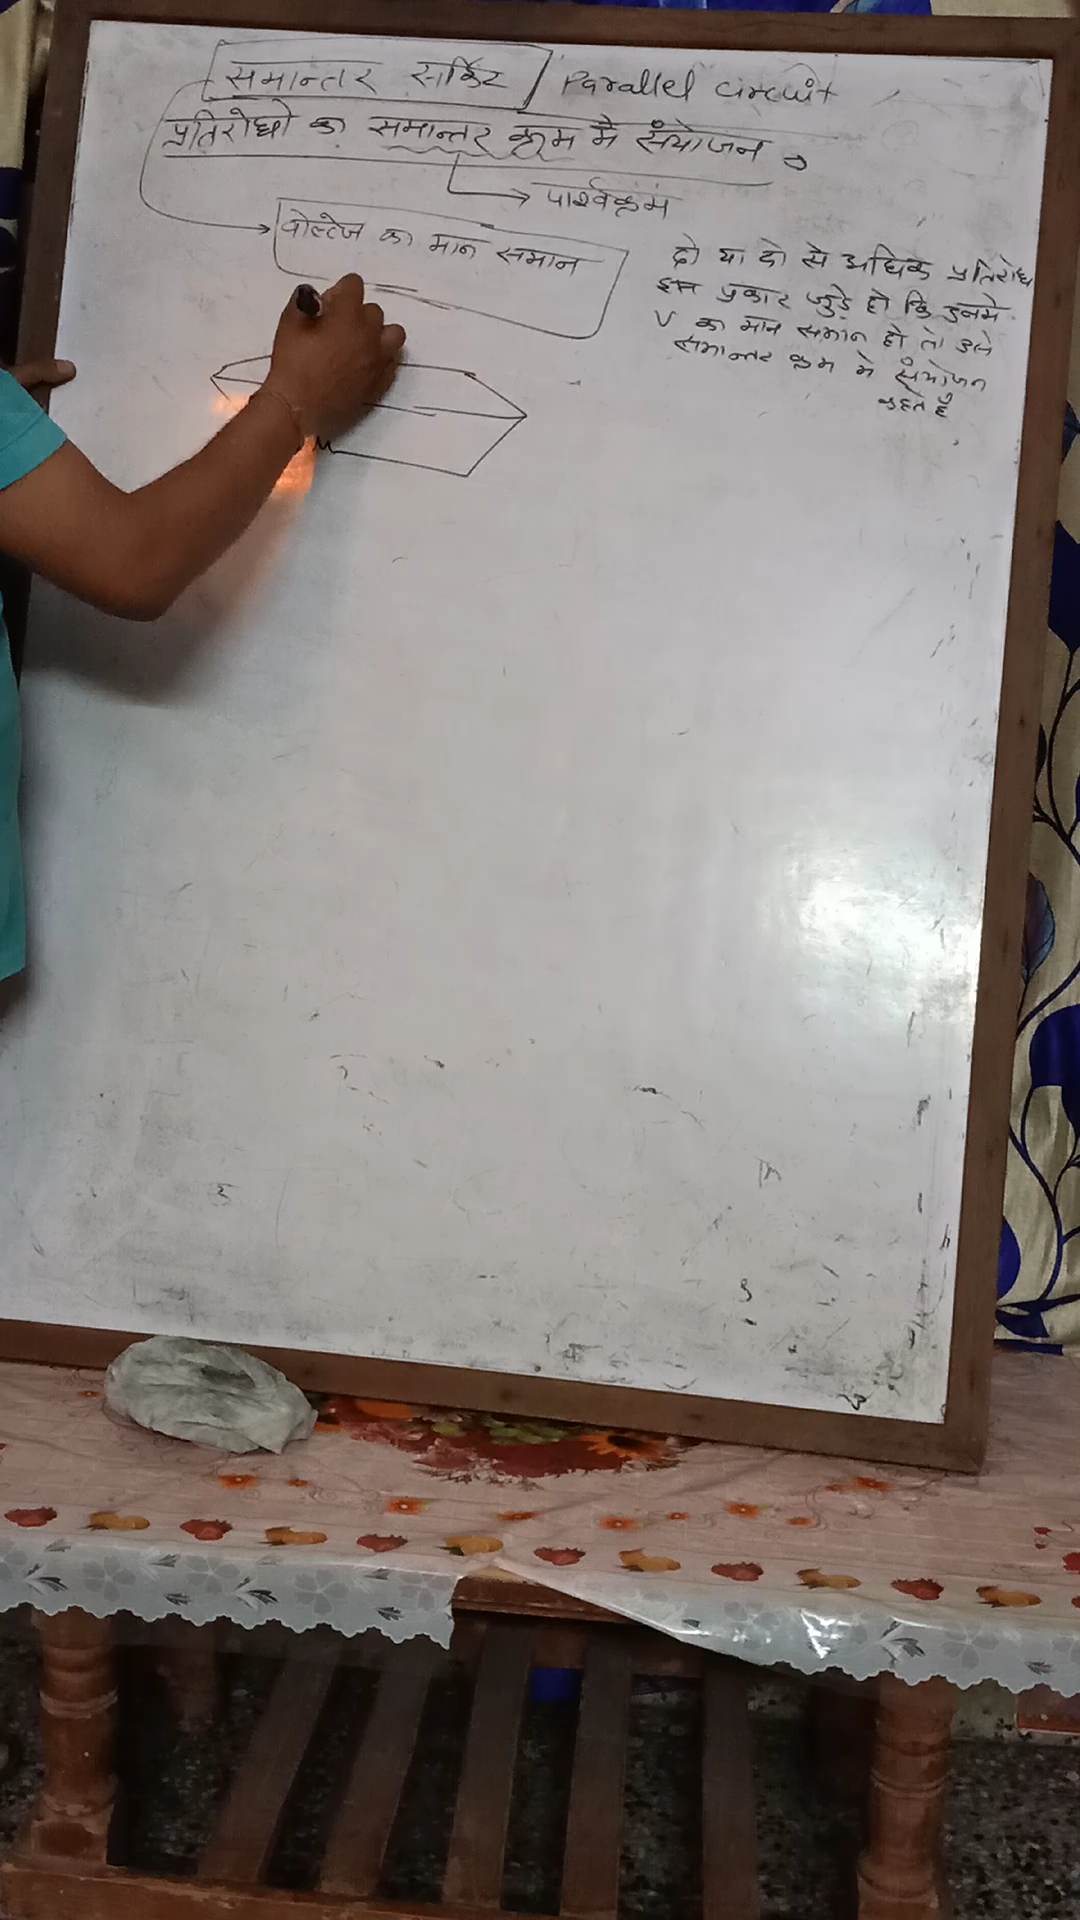 समान्तर सर्किट Parallel circuit
प्रतिरोधो का समान्तर क्रम मे संयोजन
पार्श्वक्रम
वोल्टेज का मान समान
दो या दो से अधिक प्रतिरोध
इस प्रकार जुड़े हो कि इनमे
V का मान समान हो तो उसे
समान्तर क्रम मे संयोजन
कहते है